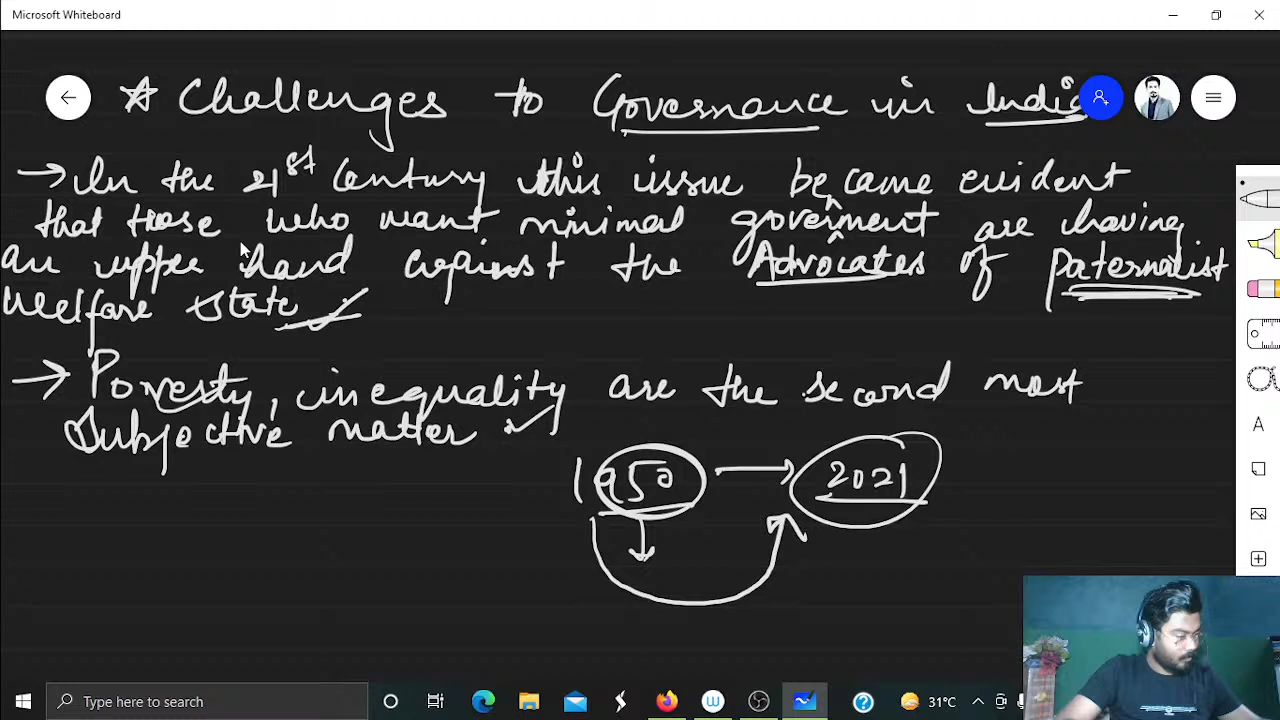 Microsoft Whiteboard
Challenges to Governance in India
→ In the 21st Century this issue became evident
that those who want minimal government are having
an upper hand against the Advocates of paternalist
Welfare state
→ Poverty, inequality are the second most
Subjective matter
1950 → 2021
Type here to search
31°C